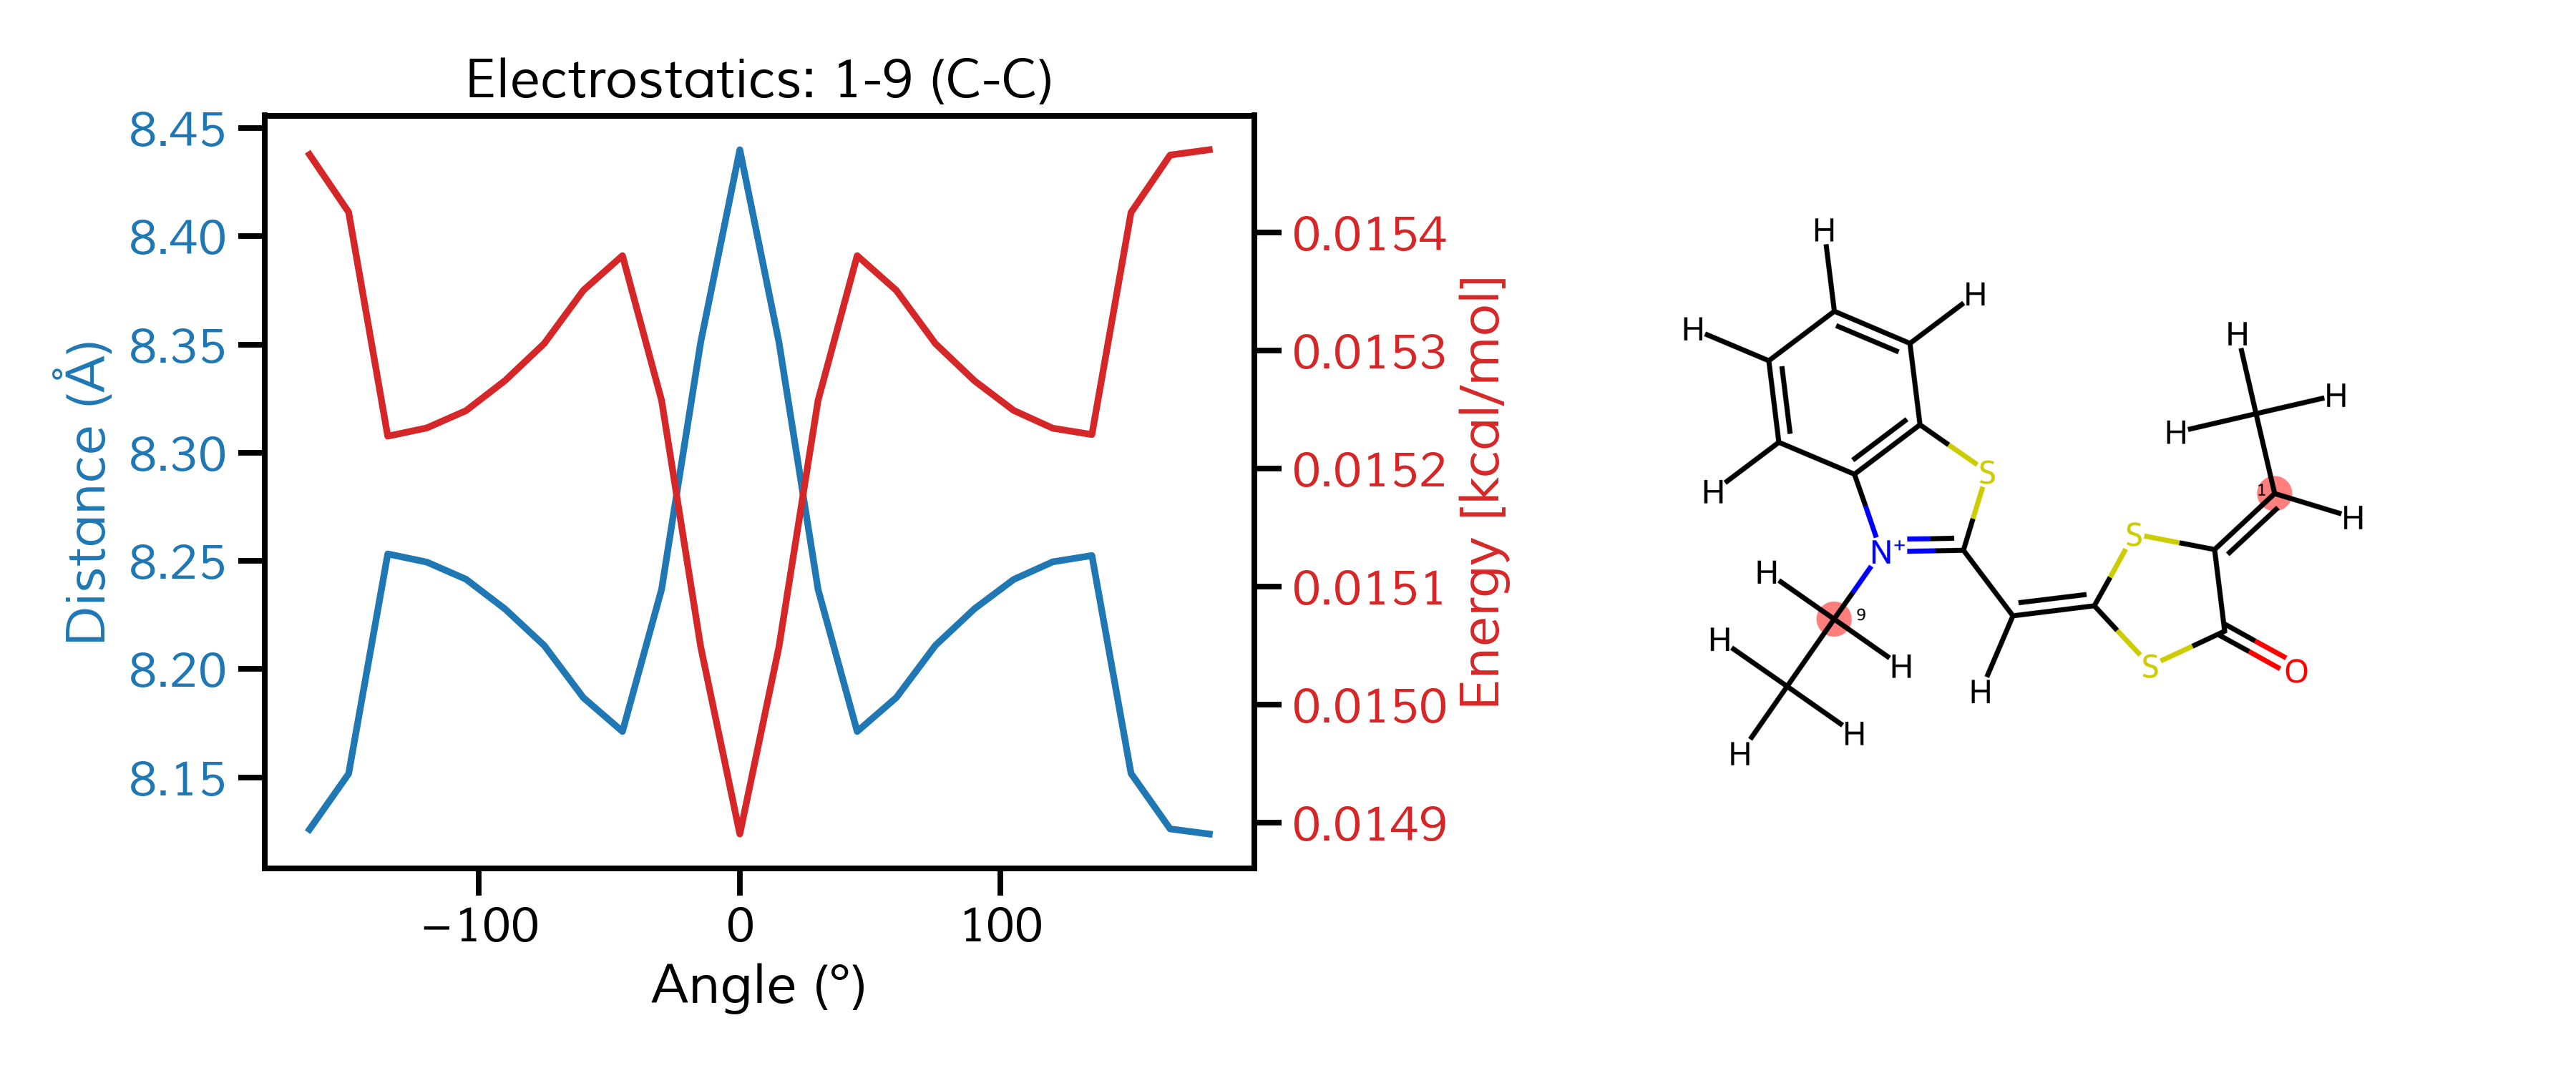 Electrostatics: 1-9 (C-C)
8.45
8.40
8.35
8.30
8.25
8.20
8.15
Distance (Å)
0.0154
0.0153
0.0152
0.0151
0.0150
0.0149
Energy [kcal/mol]
−100 0 100
Angle (°)
H
H
H
H
H
H
H
S
1
H
H
S
N+
H
9
H
H
S
O
H
H
H